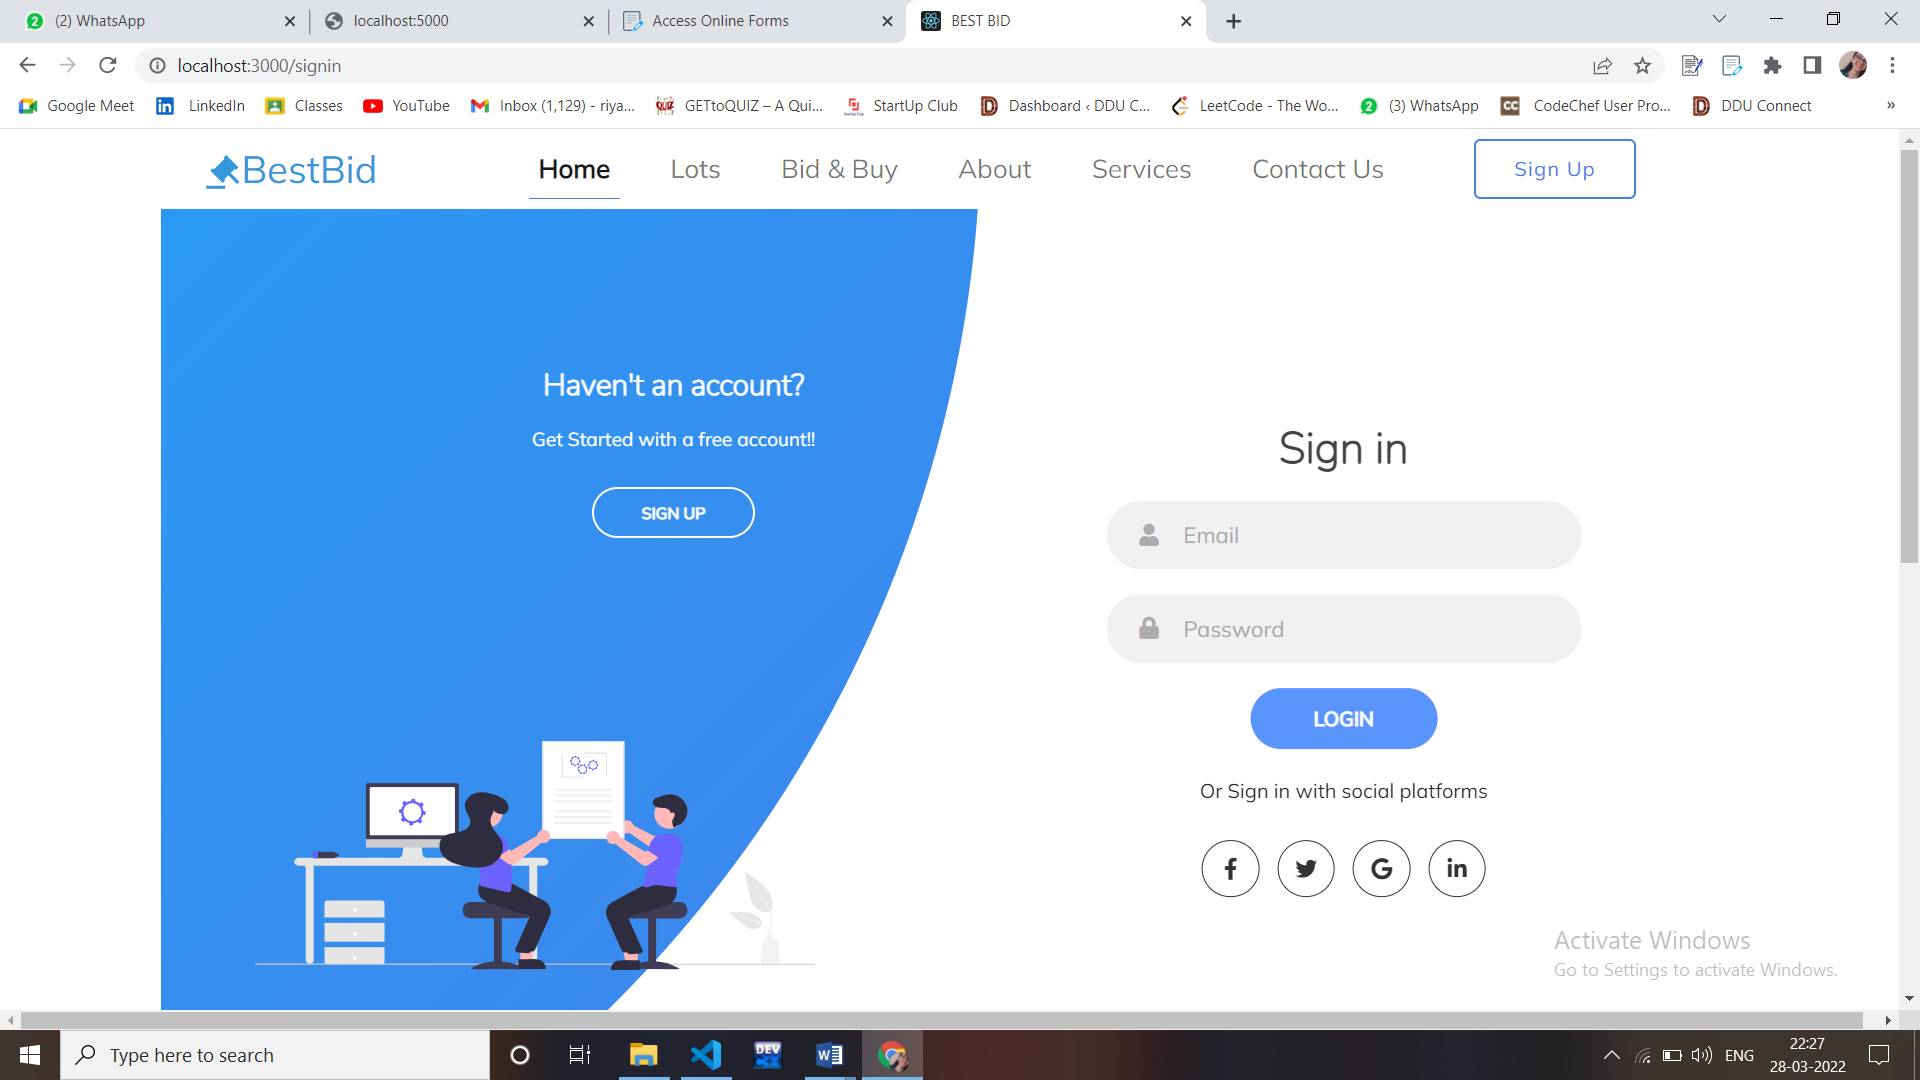 (2) WhatsApp
localhost:5000
Access Online Forms
BEST BID
localhost:3000/signin
Google Meet
LinkedIn
Classes
YouTube
Inbox (1,129) - riya...
QUIZ
GETtoQUIZ – A Qui...
StartUp Club
Dashboard ‹ DDU C...
LeetCode - The Wo...
2
(3) WhatsApp
CC
CodeChef User Pro...
DDU Connect
»
BestBid
Home
Lots
Bid & Buy
About
Services
Contact Us
Sign Up
Haven't an account?
Get Started with a free account!!
SIGN UP
Sign in
Email
Password
LOGIN
Or Sign in with social platforms
Activate Windows
Go to Settings to activate Windows.
Type here to search
DEV
C++
ENG
22:27
28-03-2022